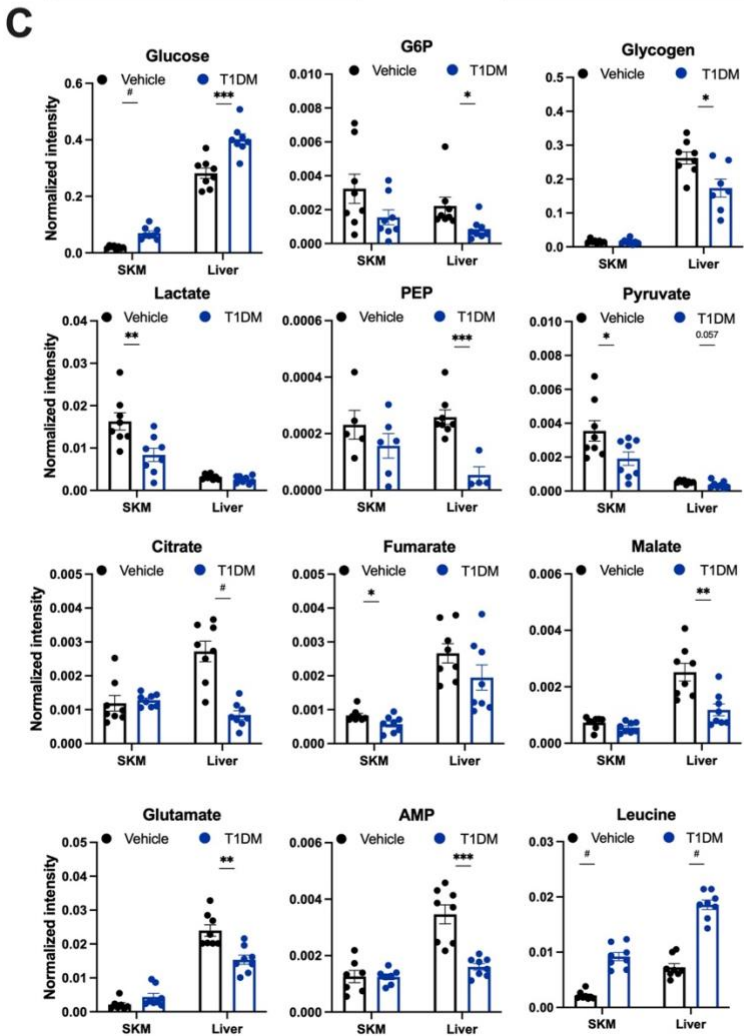 C
Glucose
Vehicle T1DM
# ***
Normalized intensity
0.6
0.4
0.2
0.0
SKM Liver
G6P
Vehicle T1DM
*
0.010
0.008
0.006
0.004
0.002
0.000
SKM Liver
Glycogen
Vehicle T1DM
*
0.5
0.4
0.3
0.2
0.1
0.0
SKM Liver
Lactate
Vehicle T1DM
**
Normalized intensity
0.04
0.03
0.02
0.01
0.00
SKM Liver
PEP
Vehicle T1DM
***
0.0006
0.0004
0.0002
0.0000
SKM Liver
Pyruvate
Vehicle T1DM
* 0.057
0.010
0.008
0.006
0.004
0.002
0.000
SKM Liver
Citrate
Vehicle T1DM
#
Normalized intensity
0.005
0.004
0.003
0.002
0.001
0.000
SKM Liver
Fumarate
Vehicle T1DM
*
0.005
0.004
0.003
0.002
0.001
0.000
SKM Liver
Malate
Vehicle T1DM
**
0.006
0.004
0.002
0.000
SKM Liver
Glutamate
Vehicle T1DM
**
Normalized intensity
0.05
0.04
0.03
0.02
0.01
0.00
SKM Liver
AMP
Vehicle T1DM
***
0.006
0.004
0.002
0.000
SKM Liver
Leucine
Vehicle T1DM
# #
0.03
0.02
0.01
0.00
SKM Liver